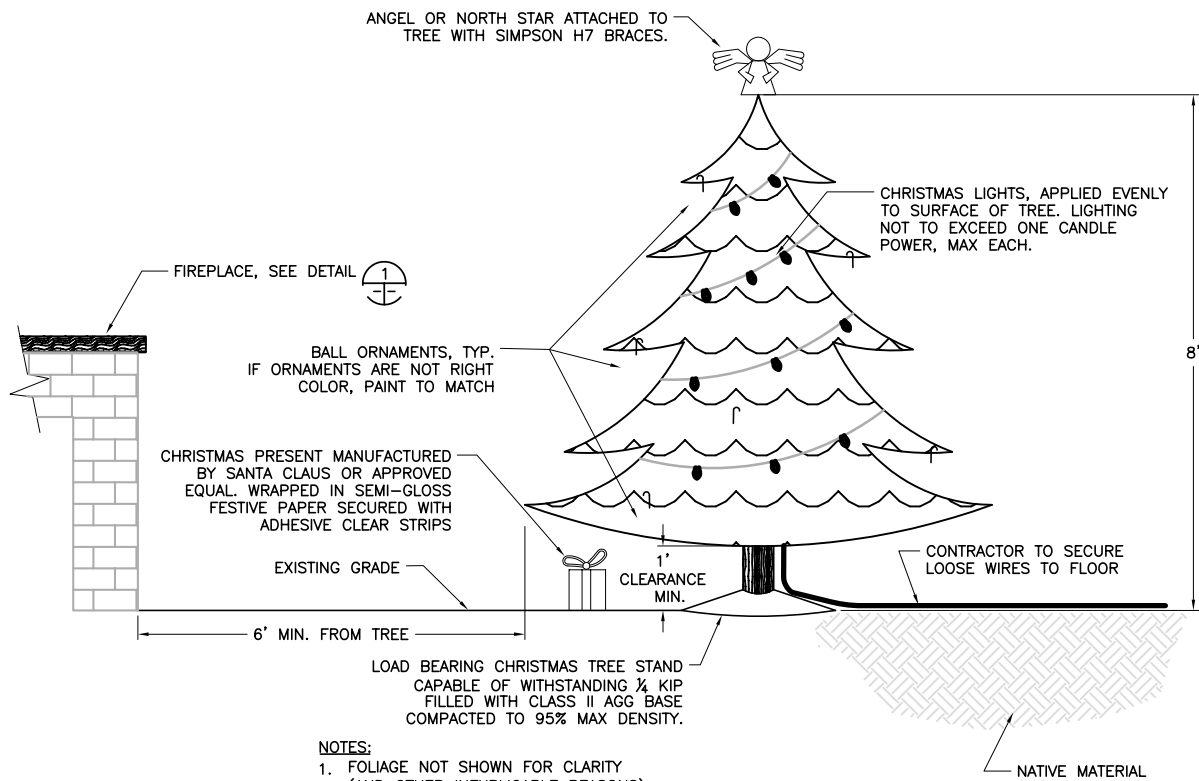 ANGEL OR NORTH STAR ATTACHED TO
TREE WITH SIMPSON H7 BRACES.
CHRISTMAS LIGHTS, APPLIED EVENLY
TO SURFACE OF TREE. LIGHTING
NOT TO EXCEED ONE CANDLE
POWER, MAX EACH.
FIREPLACE, SEE DETAIL
1
8'
BALL ORNAMENTS, TYP.
IF ORNAMENTS ARE NOT RIGHT
COLOR, PAINT TO MATCH
CHRISTMAS PRESENT MANUFACTURED
BY SANTA CLAUS OR APPROVED
EQUAL. WRAPPED IN SEMI-GLOSS
FESTIVE PAPER SECURED WITH
ADHESIVE CLEAR STRIPS
EXISTING GRADE
1'
CLEARANCE
MIN.
CONTRACTOR TO SECURE
LOOSE WIRES TO FLOOR
6' MIN. FROM TREE
LOAD BEARING CHRISTMAS TREE STAND
CAPABLE OF WITHSTANDING ¼ KIP
FILLED WITH CLASS II AGG BASE
COMPACTED TO 95% MAX DENSITY.
NOTES:
1. FOLIAGE NOT SHOWN FOR CLARITY
(AND OTHER INEXPLICABLE REASONS)
NATIVE MATERIAL